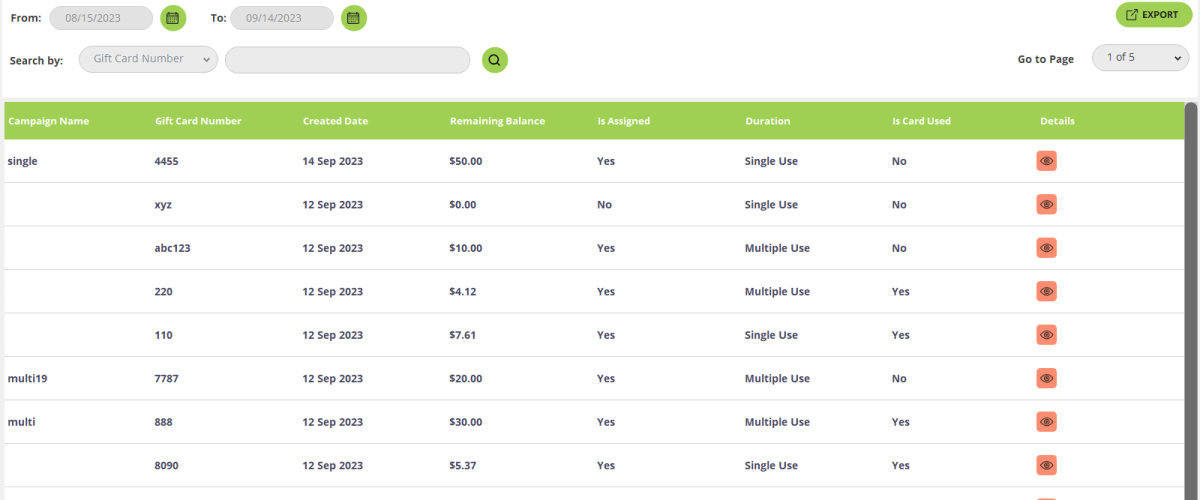 From: 08/15/2023 To: 09/14/2023 EXPORT
Search by: Gift Card Number Go to Page 1 of 5
Campaign Name Gift Card Number Created Date Remaining Balance Is Assigned Duration Is Card Used Details
single 4455 14 Sep 2023 $50.00 Yes Single Use No
xyz 12 Sep 2023 $0.00 No Single Use No
abc123 12 Sep 2023 $10.00 Yes Multiple Use No
220 12 Sep 2023 $4.12 Yes Multiple Use Yes
110 12 Sep 2023 $7.61 Yes Single Use Yes
multi19 7787 12 Sep 2023 $20.00 Yes Multiple Use No
multi 888 12 Sep 2023 $30.00 Yes Multiple Use Yes
8090 12 Sep 2023 $5.37 Yes Single Use Yes